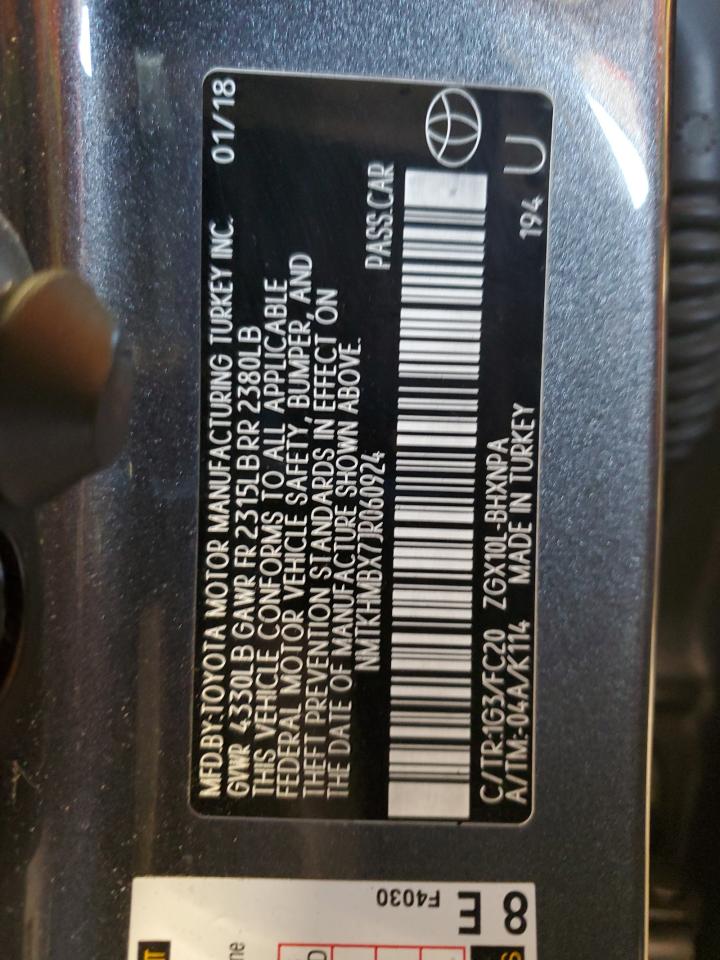 MFD.BY:TOYOTA MOTOR MANUFACTURING TURKEY INC. 01/18
GVWR 4330LB GAWR FR 2315LB RR 2380LB
THIS VEHICLE CONFORMS TO ALL APPLICABLE
FEDERAL MOTOR VEHICLE SAFETY, BUMPER, AND
THEFT PREVENTION STANDARDS IN EFFECT ON
THE DATE OF MANUFACTURE SHOWN ABOVE.
NMTKHMBX7JR060924 PASS.CAR
C/TR:1G3/FC20 ZGX10L-BHXNPA 194 U
A/TM:-04A/K114 MADE IN TURKEY
F4030
8E